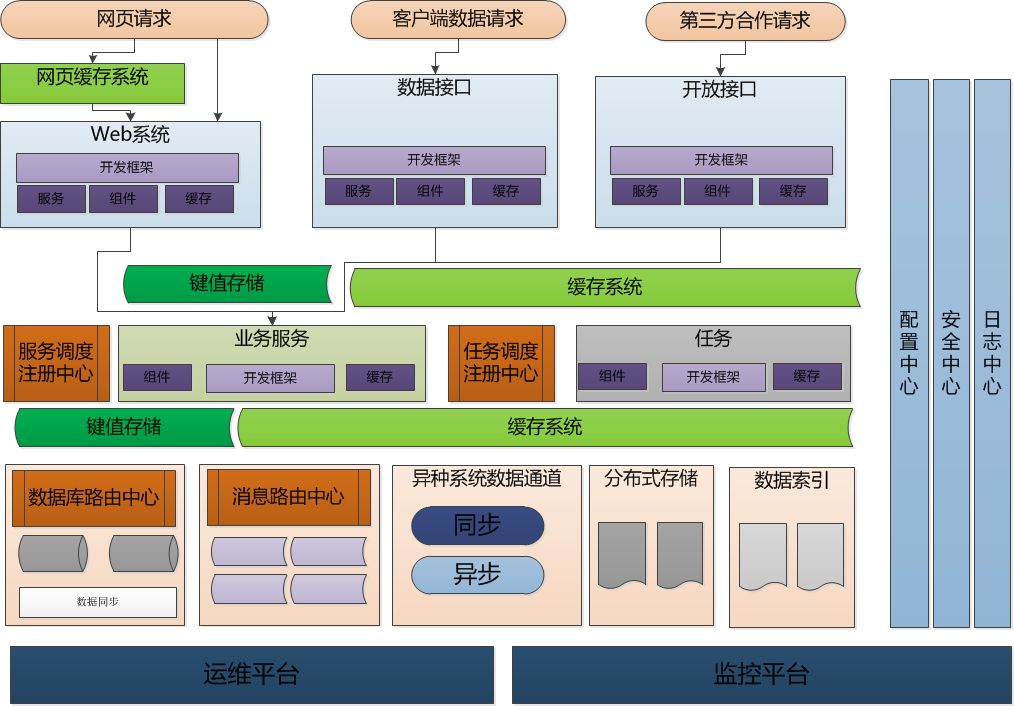 网页请求
客户端数据请求
第三方合作请求
网页缓存系统
Web系统
开发框架
服务
组件
缓存
数据接口
开发框架
服务
组件
缓存
开放接口
开发框架
服务
组件
缓存
键值存储
缓存系统
服务调度
注册中心
业务服务
组件
开发框架
缓存
任务调度
注册中心
任务
组件
开发框架
缓存
键值存储
缓存系统
数据库路由中心
数据同步
消息路由中心
异种系统数据通道
同步
异步
分布式存储
数据索引
配置中心
安全中心
日志中心
运维平台
监控平台